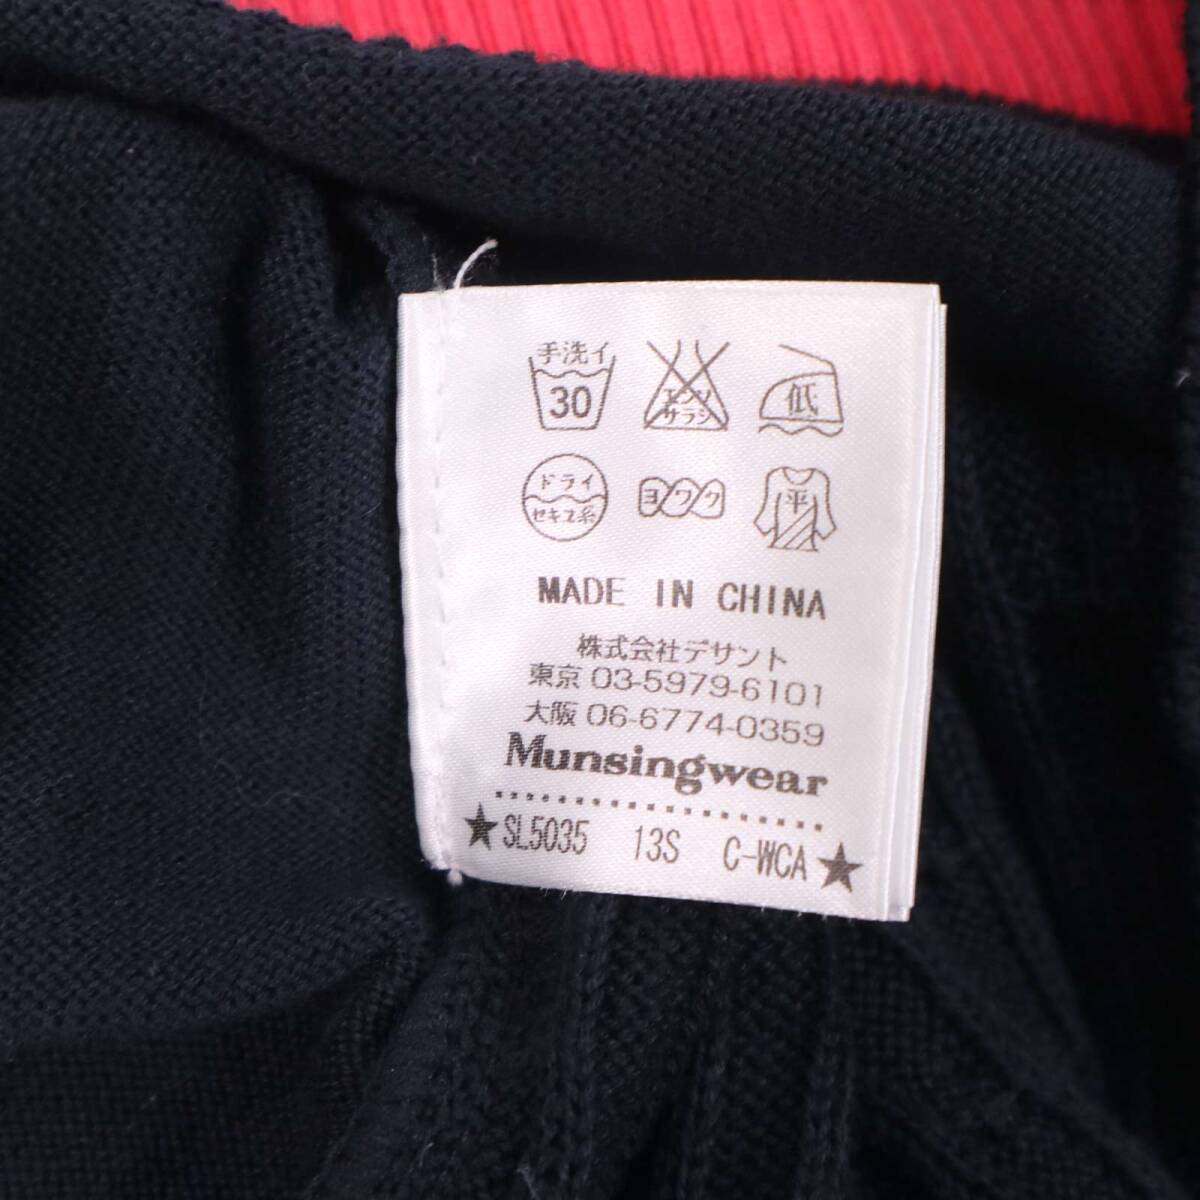 手洗イ
30
エンソ
サラシ
低
ドライ
セキユ系
ヨワク
平
MADE IN CHINA
株式会社デサント
東京 03-5979-6101
大阪 06-6774-0359
Munsingwear
★SL5035 13S C-WCA★